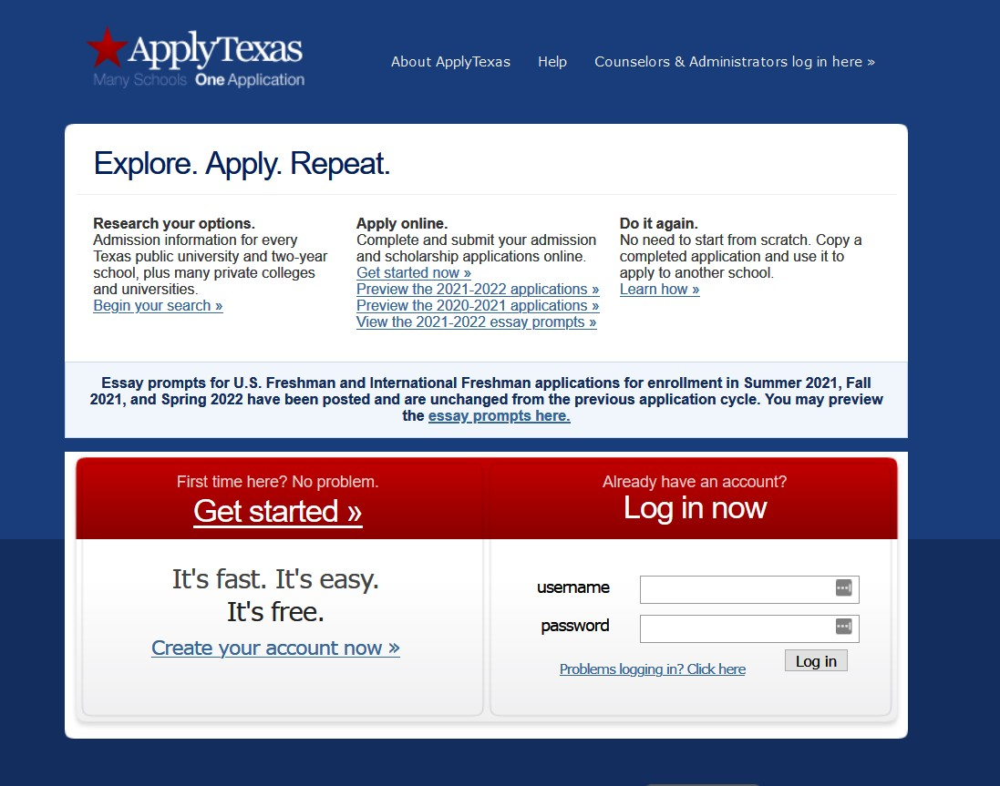 ApplyTexas
Many Schools One Application
About ApplyTexas
Help
Counselors & Administrators log in here »
Explore. Apply. Repeat.
Research your options.
Admission information for every
Texas public university and two-year
school, plus many private colleges
and universities.
Begin your search »
Apply online.
Complete and submit your admission
and scholarship applications online.
Get started now »
Preview the 2021-2022 applications »
Preview the 2020-2021 applications »
View the 2021-2022 essay prompts »
Do it again.
No need to start from scratch. Copy a
completed application and use it to
apply to another school.
Learn how »
Essay prompts for U.S. Freshman and International Freshman applications for enrollment in Summer 2021, Fall
2021, and Spring 2022 have been posted and are unchanged from the previous application cycle. You may preview
the essay prompts here.
First time here? No problem.
Get started »
It's fast. It's easy.
It's free.
Create your account now »
Already have an account?
Log in now
username
password
Problems logging in? Click here
Log in